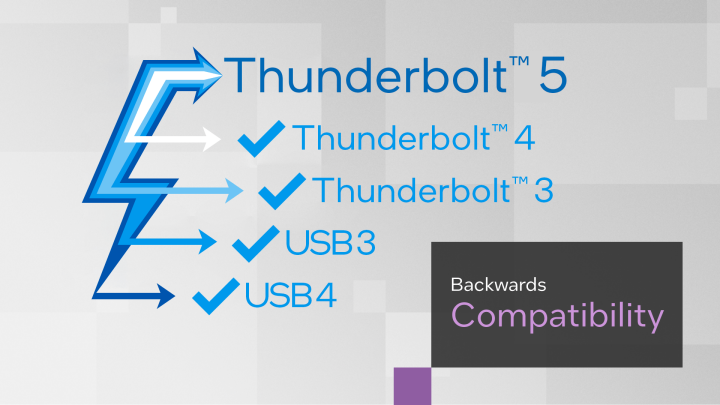 Thunderbolt™ 5
Thunderbolt™ 4
Thunderbolt™ 3
USB3
USB4
Backwards
Compatibility